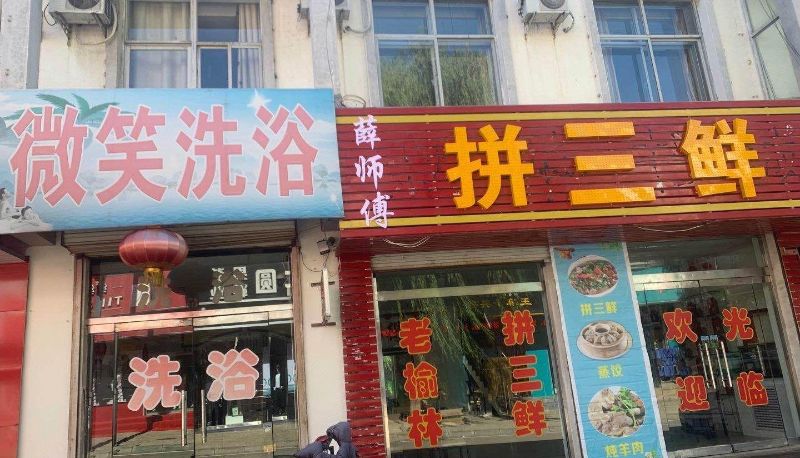 微笑洗浴
薛师傅
拼三鲜
洗浴
老榆林
拼三鲜
拼三鲜
蒸饺
炖羊肉
欢迎
光临